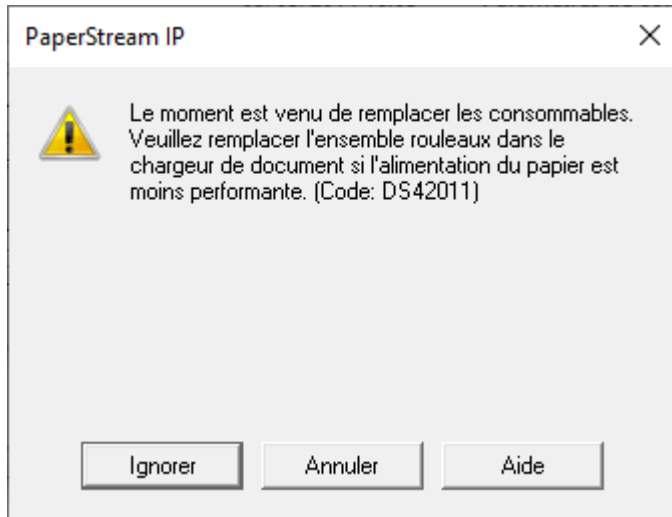 PaperStream IP
Le moment est venu de remplacer les consommables.
Veuillez remplacer l'ensemble rouleaux dans le
chargeur de document si l'alimentation du papier est
moins performante. (Code: DS42011)
Ignorer
Annuler
Aide